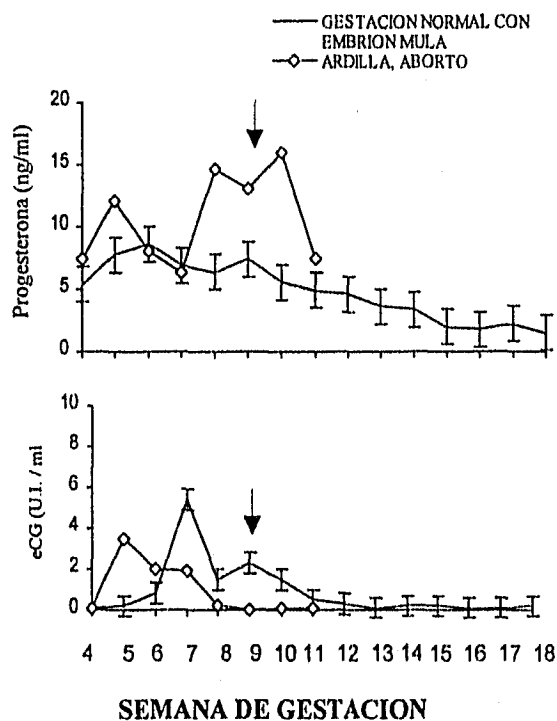 GESTACION NORMAL CON
EMBRION MULA
ARDILLA, ABORTO
Progesterona (ng/ml)
20
15
10
5
0
eCG (U.I. / ml
10
8
6
4
2
0
4 5 6 7 8 9 10 11 12 13 14 15 16 17 18
SEMANA DE GESTACION